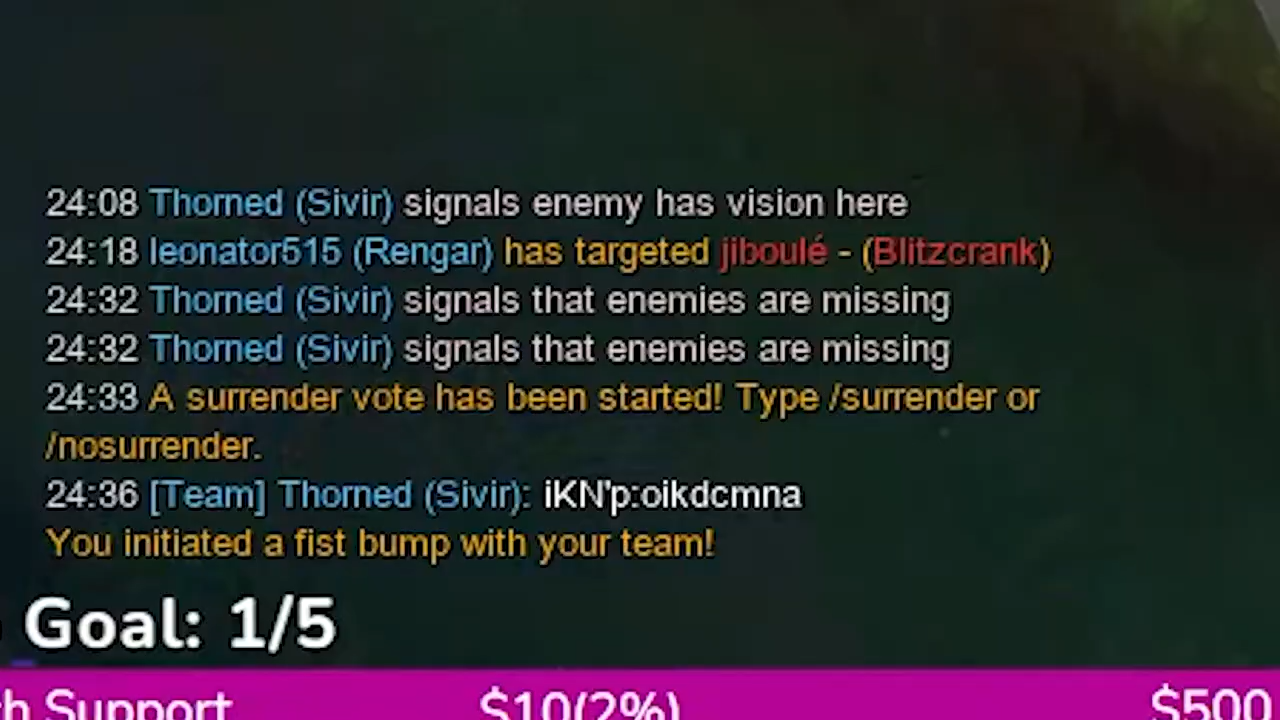 24:08 Thorned (Sivir) signals enemy has vision here
24:18 leonator515 (Rengar) has targeted jiboulé - (Blitzcrank)
24:32 Thorned (Sivir) signals that enemies are missing
24:32 Thorned (Sivir) signals that enemies are missing
24:33 A surrender vote has been started! Type /surrender or
/nosurrender.
24:36 [Team] Thorned (Sivir): iKN'p:oikdcmna
You initiated a fist bump with your team!
Goal: 1/5
Support $10(2%) $500